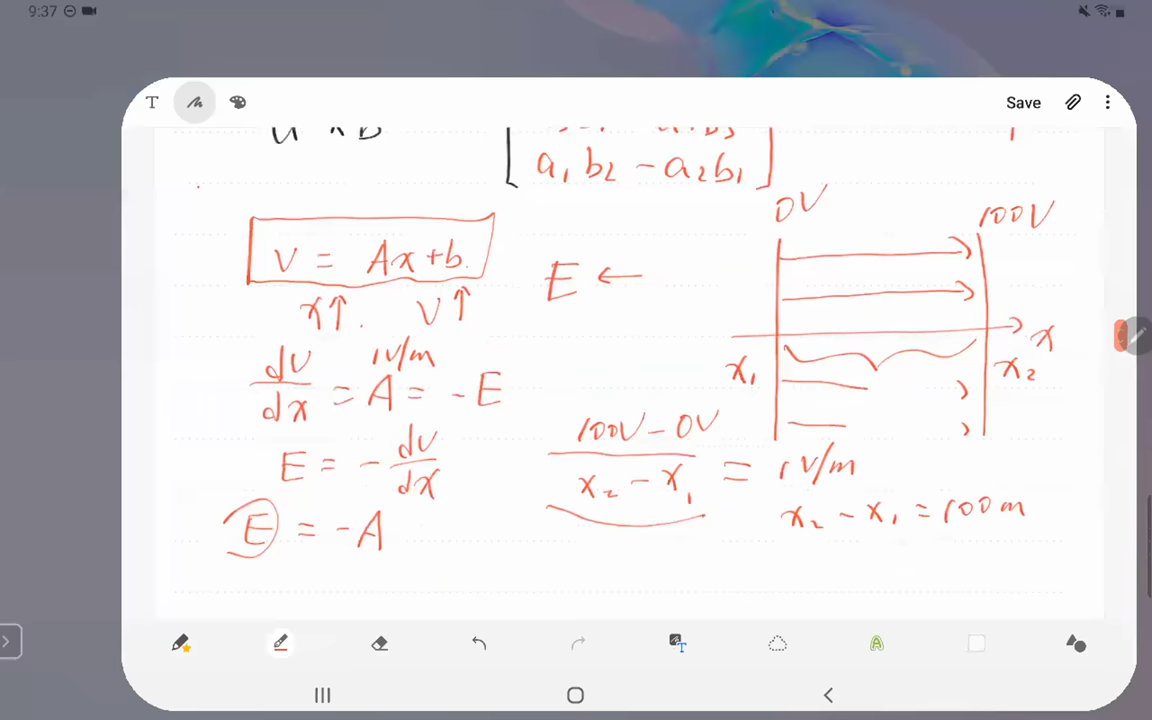 9:37
T
Save
a₁b₂ - a₂b₁
0V
100V
V = Ax+b.
E ←
x↑. V↑
x
x₁
x₂
1V/m
dV/dx = A = -E
E = - dV/dx
(100V - 0V)/(x₂ - x₁) = 1V/m
x₂ - x₁ = 100m
E = -A
T
A